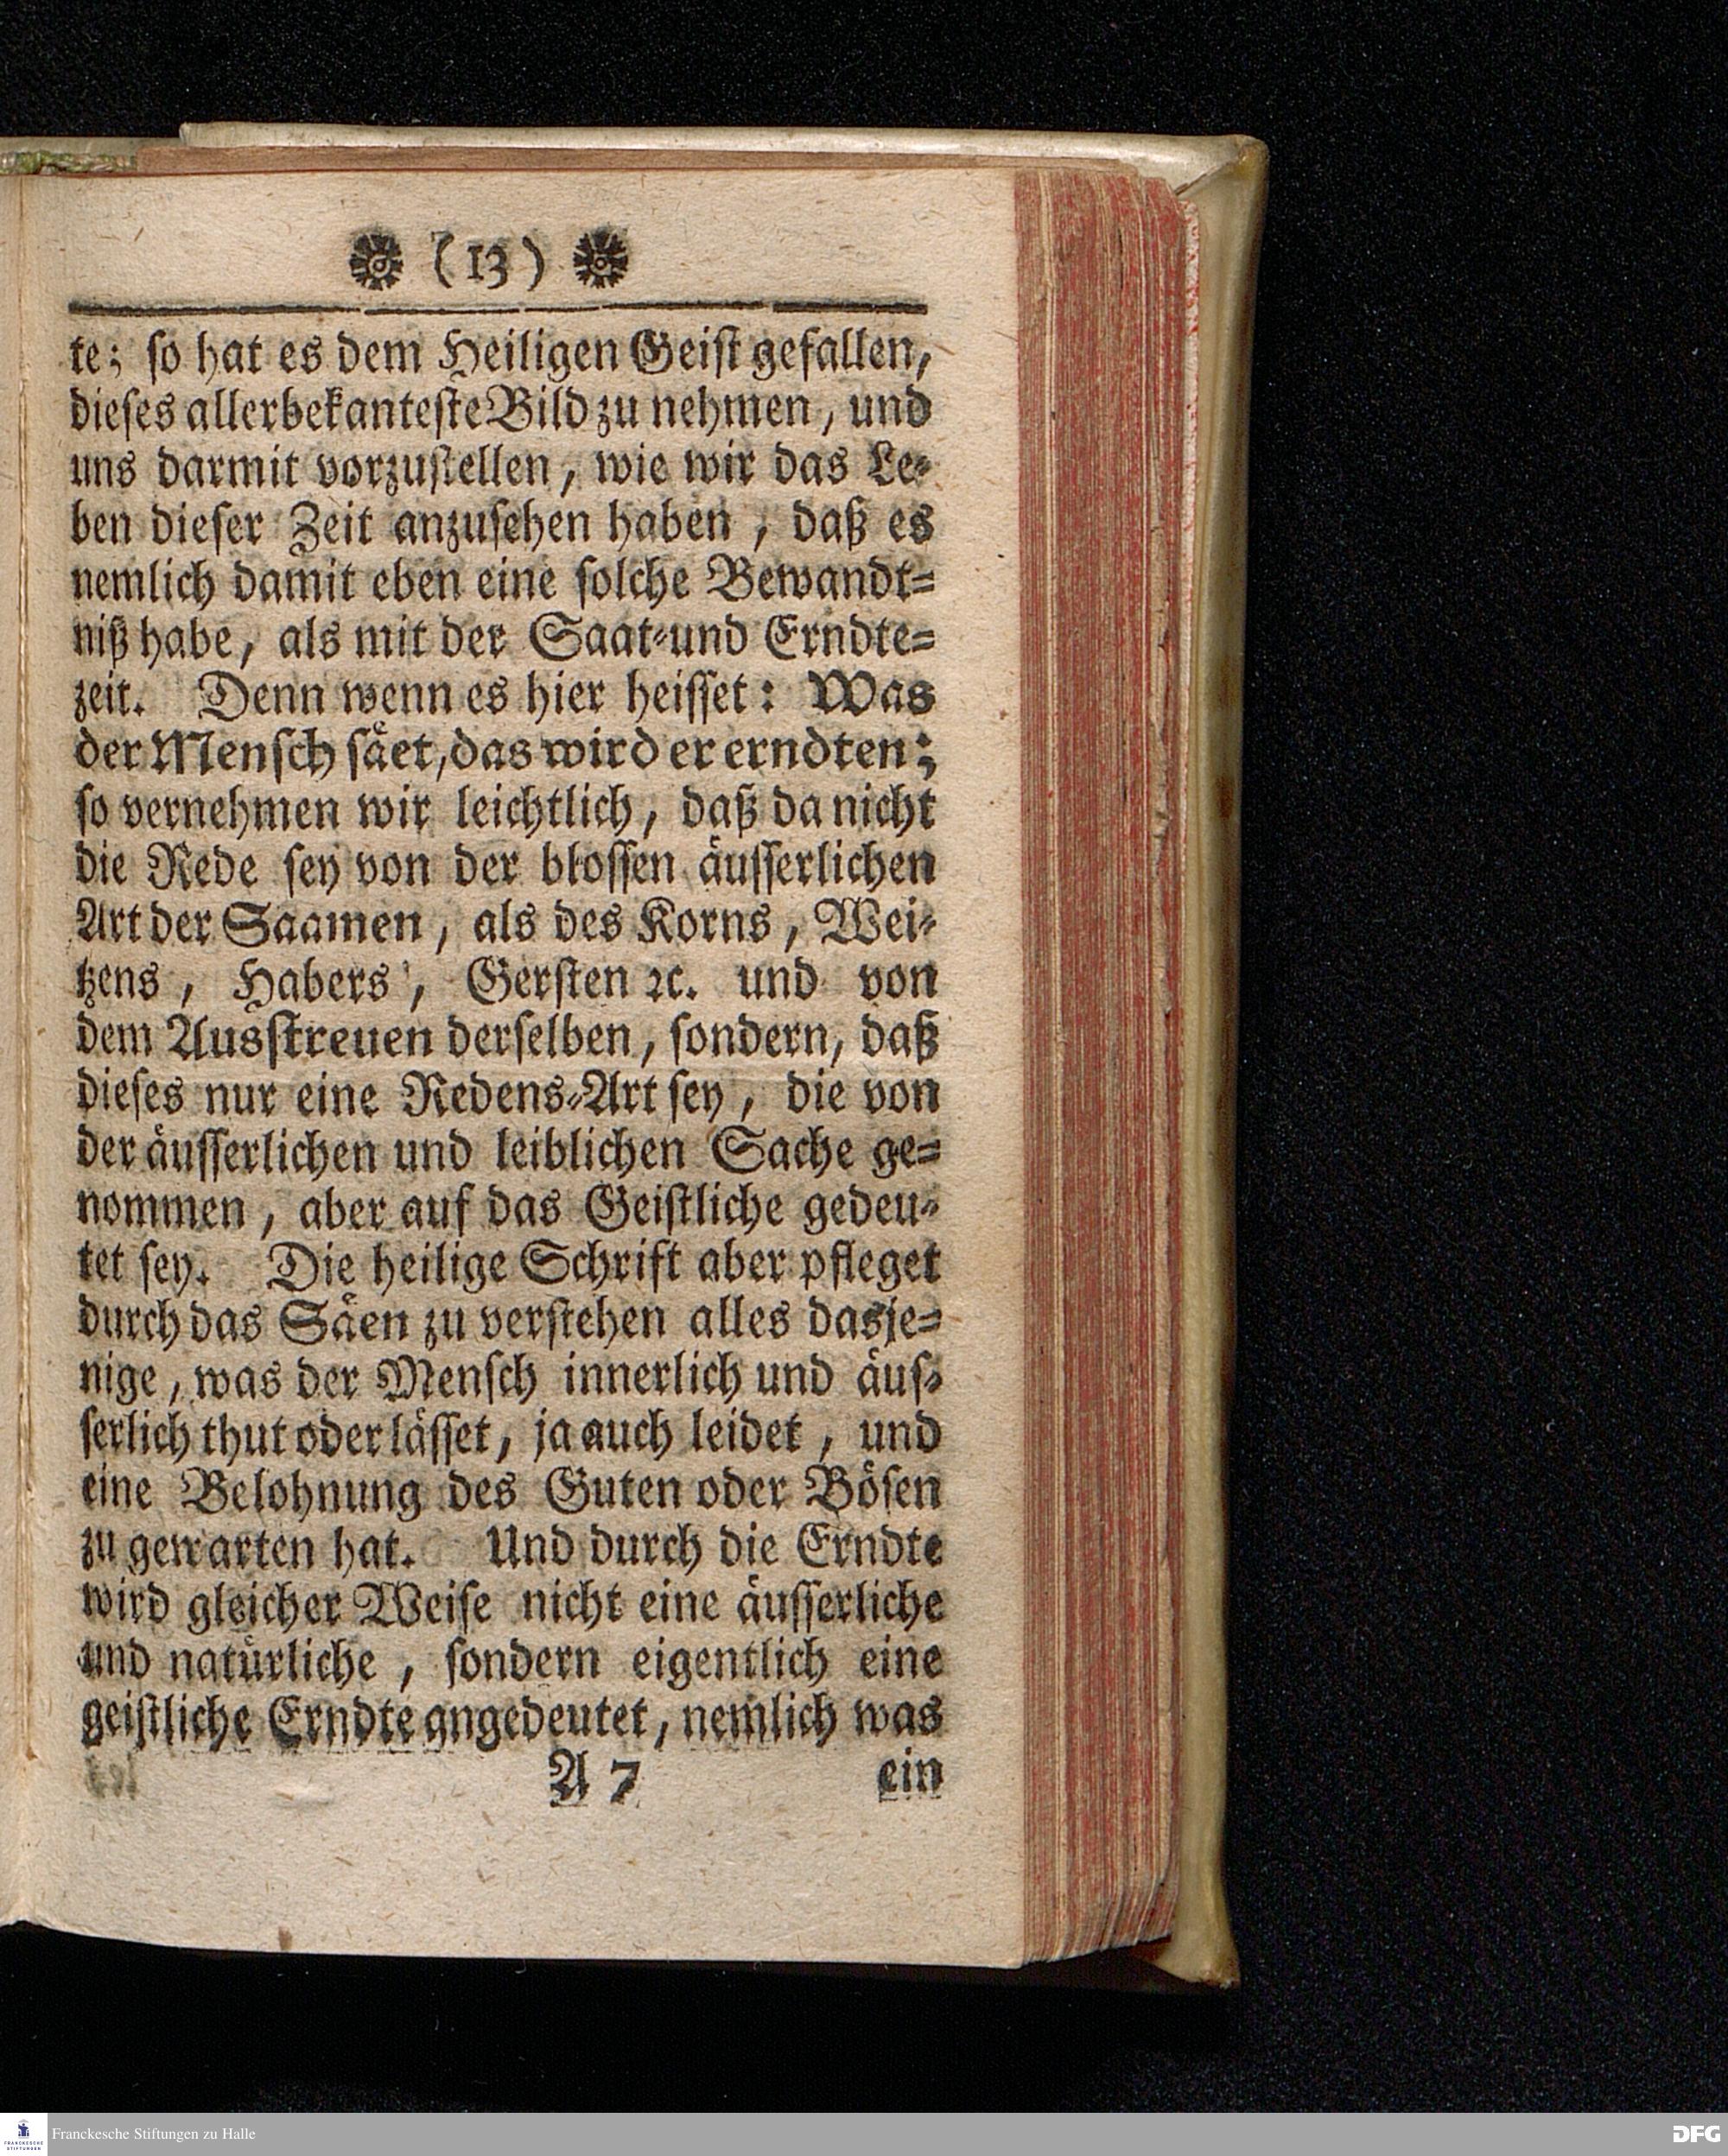 (13)
te; ſo hat es dem Heiligen Geiſt gefallen,
dieſes allerbekanteſte Bild zu nehmen, und
uns darmit vorzuſtellen, wie wir das Le-
ben dieſer Zeit anzuſehen haben, daß es
nemlich damit eben eine ſolche Bewandt-
niß habe, als mit der Saat-und Erndte-
zeit. Denn wenn es hier heiſſet: Was
der Menſch ſäet, das wird er erndten;
ſo vernehmen wir leichtlich, daß da nicht
die Rede ſey von der bloſſen äuſſerlichen
Art der Saamen, als des Korns, Wei-
tzens, Habers, Gerſten ꝛc. und von
dem Ausſtreuen derſelben, ſondern, daß
dieſes nur eine Redens-Art ſey, die von
der äuſſerlichen und leiblichen Sache ge-
nommen, aber auf das Geiſtliche gedeu-
tet ſey. Die heilige Schrift aber pfleget
durch das Säen zu verſtehen alles dasje-
nige, was der Menſch innerlich und äuſ-
ſerlich thut oder läſſet, ja auch leidet, und
eine Belohnung des Guten oder Böſen
zu gewarten hat. Und durch die Erndte
wird gleicher Weiſe nicht eine äuſſerliche
und natürliche, ſondern eigentlich eine
geiſtliche Erndte angedeutet, nemlich was
A 7 ein
FRANCKESCHE STIFTUNGEN Franckesche Stiftungen zu Halle DFG